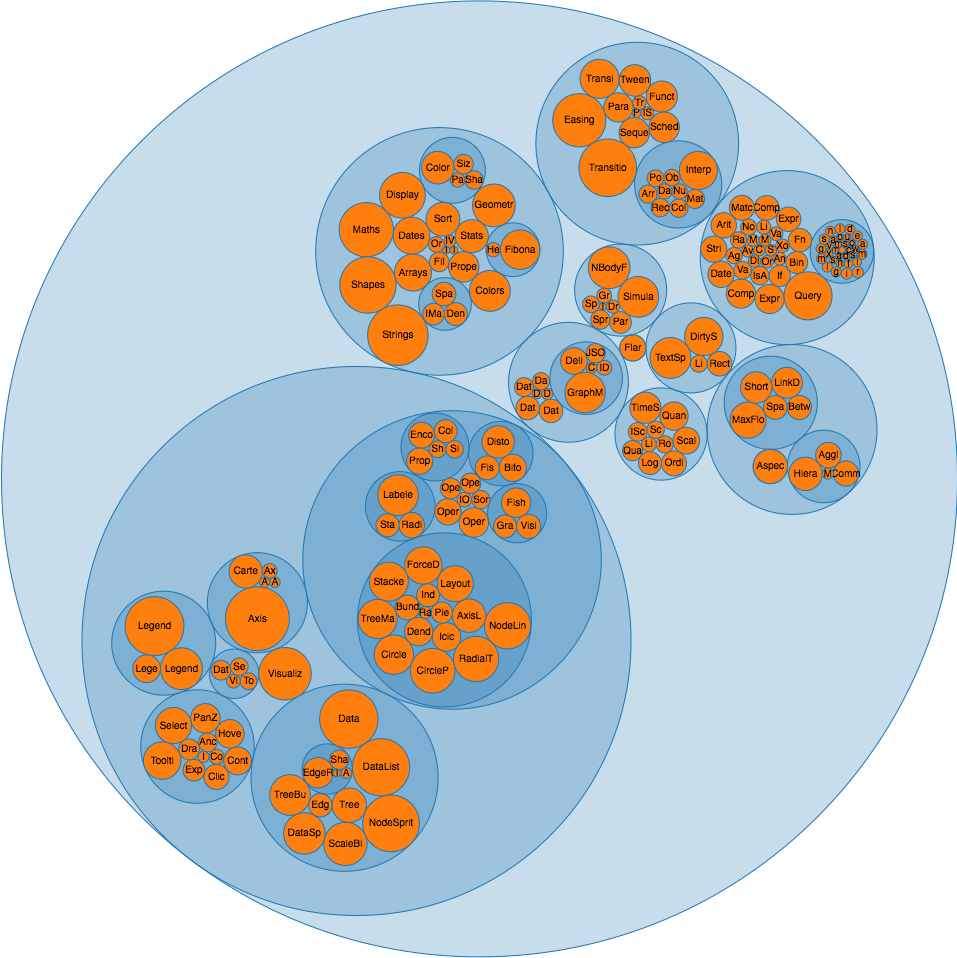 Transi
Tween
Funct
Para
Tr
P
IS
Easing
Seque
Sched
Transitio
Interp
Po
Ob
Arr
Da
Nu
Mat
Rec
Col
Color
Siz
Pa
Sha
Display
Geometr
Maths
Sort
Dates
Or
IV
Stats
I
I
He
Fibona
Fil
Prope
Arrays
Shapes
Colors
Spa
IMa
Den
Strings
Matc
Comp
Expr
Arit
No
Li
Va
Fn
Ra
M
M
Xo
Stri
Av
C
S
Ag
Di
Or
An
Bin
Date
Va
IsA
If
Comp
Expr
Query
NBodyF
Simula
Gr
Sp
I
Dr
Spr
Par
Flar
DirtyS
TextSp
Li
Rect
JSO
Deli
C
ID
GraphM
Da
Dat
D
D
Dat
Dat
TimeS
Quan
ISc
Sc
Scal
Qua
Li
Ro
Log
Ordi
Short
LinkD
MaxFlo
Spa
Betw
Aspec
Aggl
Hiera
M
Comm
Enco
Col
Sh
Si
Prop
Disto
Fis
Bifo
Labele
Sta
Radi
Ope
Ope
IO
Sor
Oper
Oper
Fish
Gra
Visi
ForceD
Stacke
Layout
Ind
Bund
Ra
Pie
AxisL
TreeMa
NodeLin
Dend
Icic
Circle
CircleP
RadialT
Carte
Ax
A
A
Axis
Legend
Lege
Legend
Dat
Se
Vi
To
Visualiz
Select
PanZ
Hove
Anc
Dra
I
Co
Toolti
Cont
Exp
Clic
Data
Sha
EdgeR
I
A
DataList
TreeBu
Edg
Tree
DataSp
NodeSprit
ScaleBi